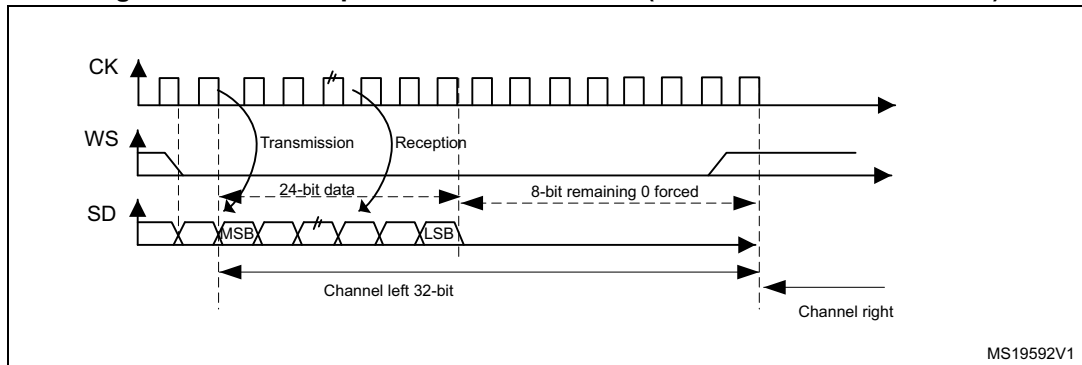 CK
WS
Transmission
Reception
24-bit data
8-bit remaining 0 forced
SD
MSB
LSB
Channel left 32-bit
Channel right
MS19592V1